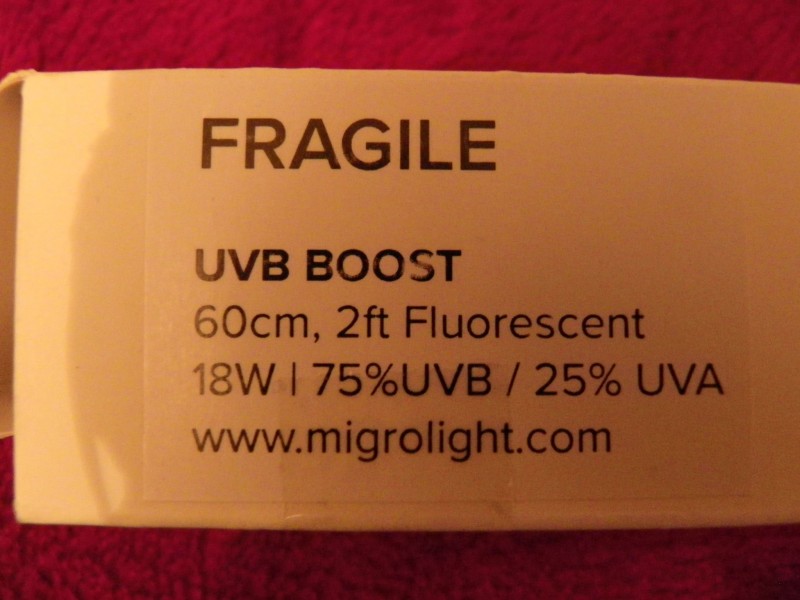 FRAGILE
UVB BOOST
60cm, 2ft Fluorescent
18W | 75%UVB / 25% UVA
www.migrolight.com